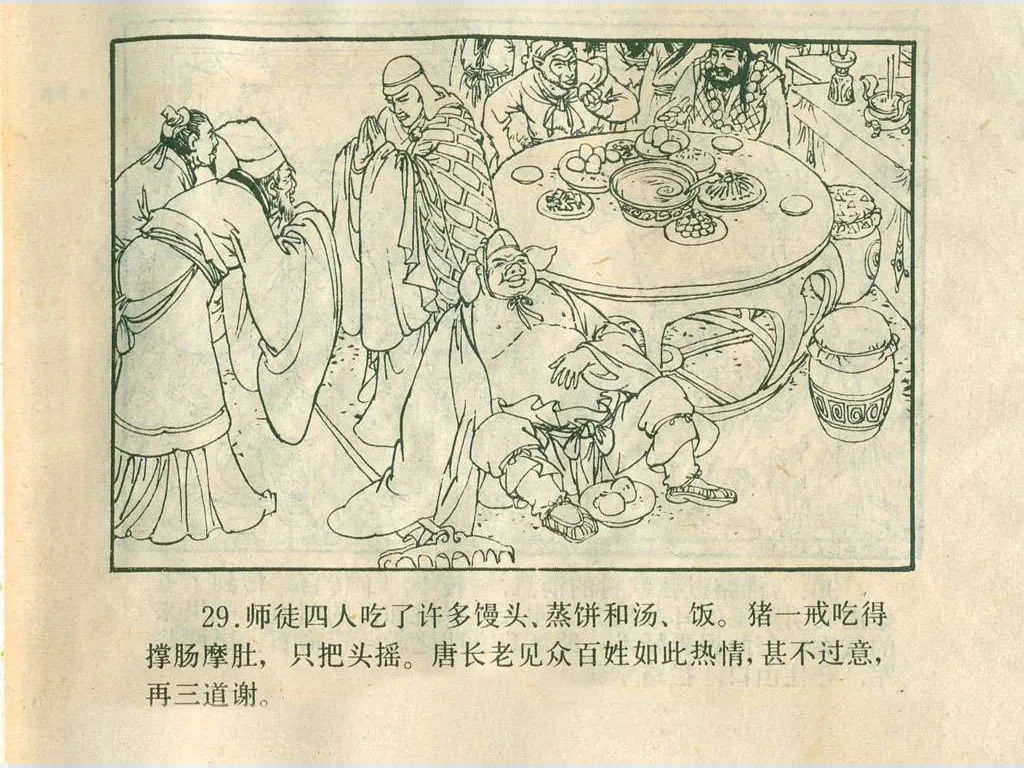 29.师徒四人吃了许多馒头、蒸饼和汤、饭。猪一戒吃得
撑肠摩肚，只把头摇。唐长老见众百姓如此热情,甚不过意,
再三道谢。